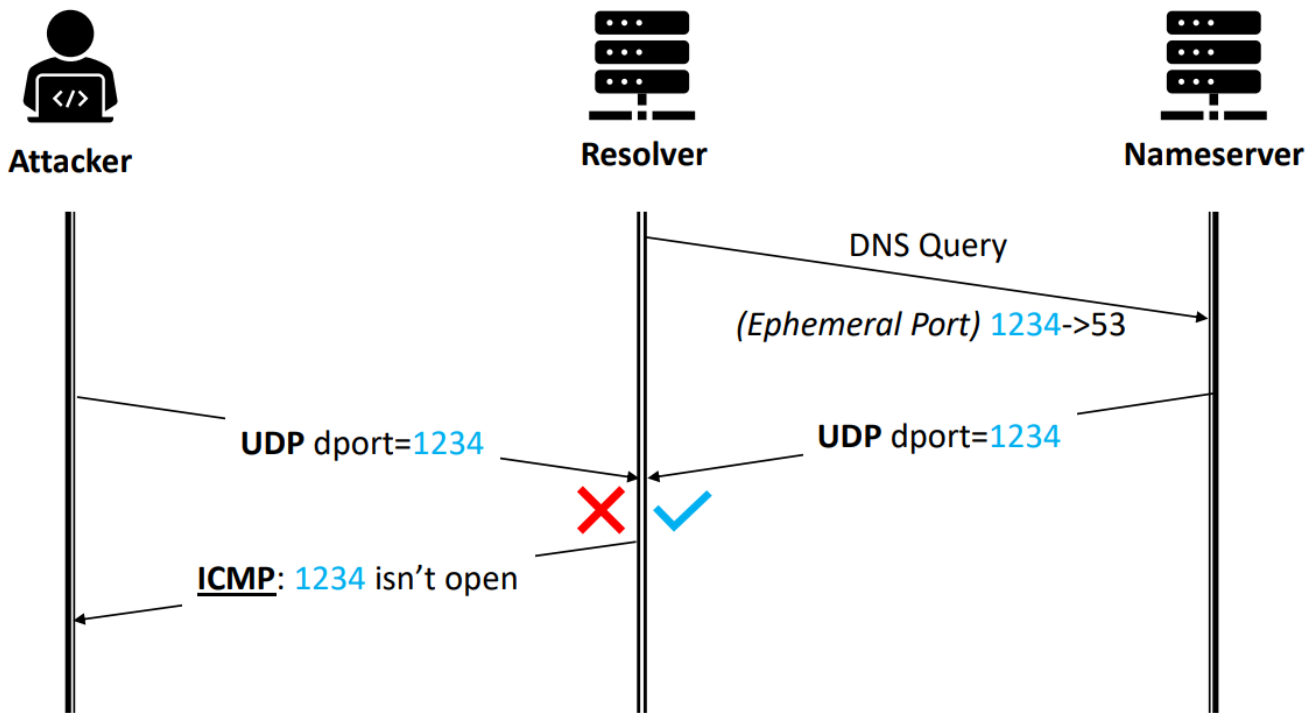 </>
Attacker
Resolver
Nameserver
DNS Query
(Ephemeral Port) 1234->53
UDP dport=1234
UDP dport=1234
ICMP: 1234 isn’t open